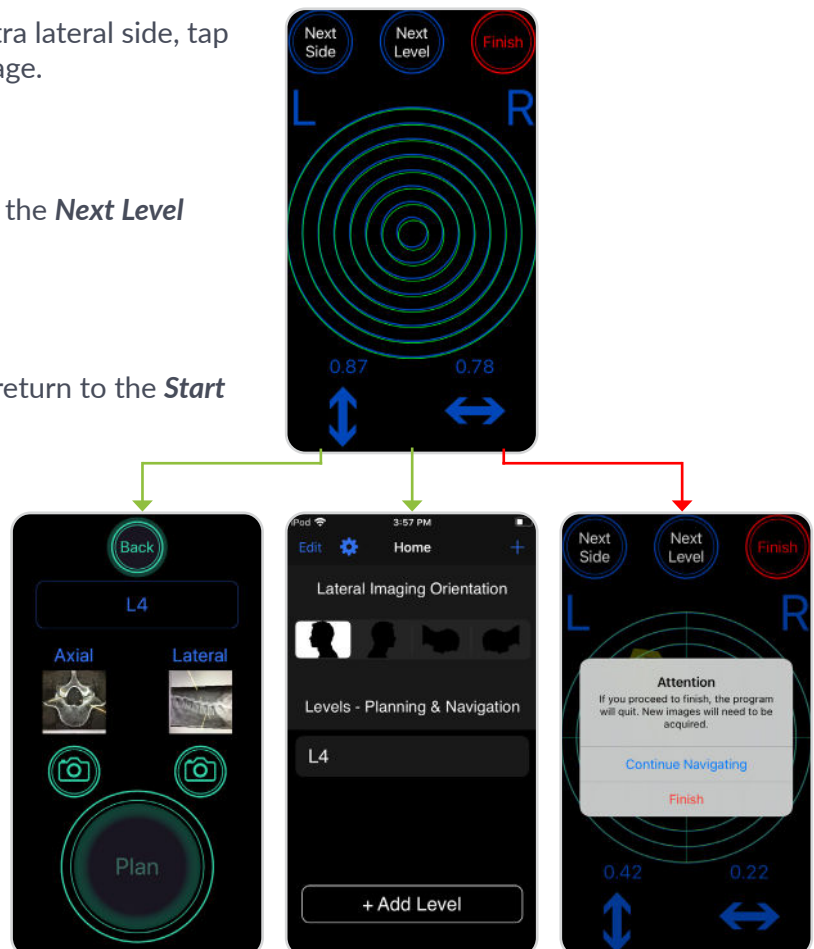 tra lateral side, tap
age.
the Next Level
return to the Start
Next Side
Next Level
Finish
L R
0.87 0.78
Back
L4
Axial Lateral
Plan
iPod 3:57 PM
Edit Home +
Lateral Imaging Orientation
Levels - Planning & Navigation
L4
+ Add Level
Next Side
Next Level
Finish
L R
Attention
If you proceed to finish, the program
will quit. New images will need to be
acquired.
Continue Navigating
Finish
0.42 0.22